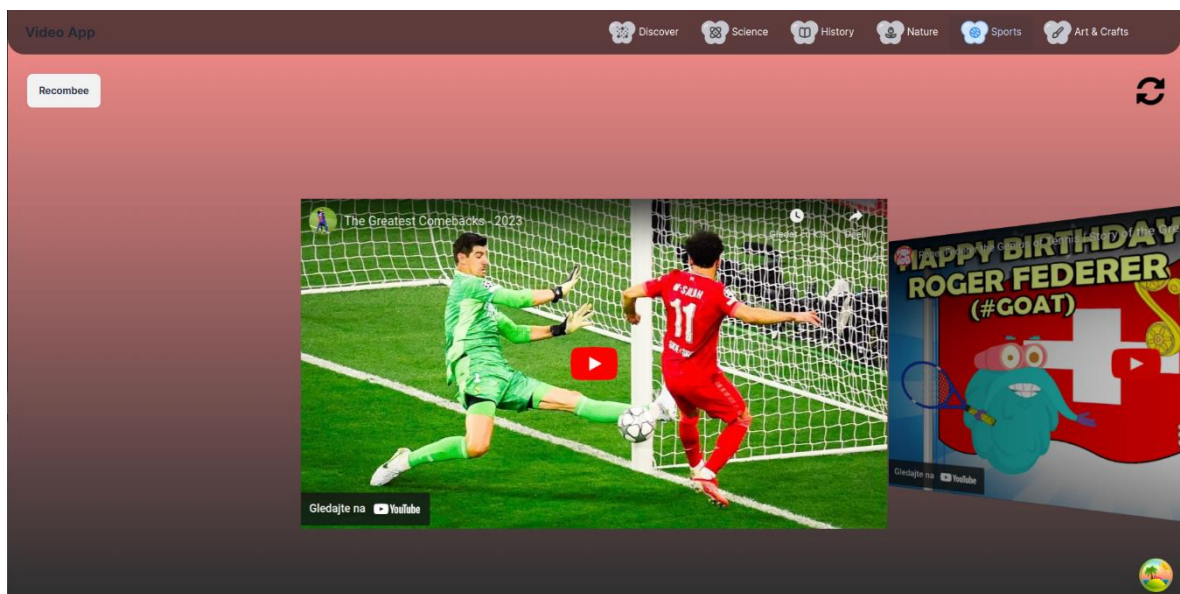 Video App
Discover
Science
History
Nature
Sports
Art & Crafts
Recombee
The Greatest Comebacks - 2023
M·SALAH
11
Gledajte na YouTube
HAPPY BIRTHDAY
ROGER FEDERER
(#GOAT)
Gledajte na YouTube